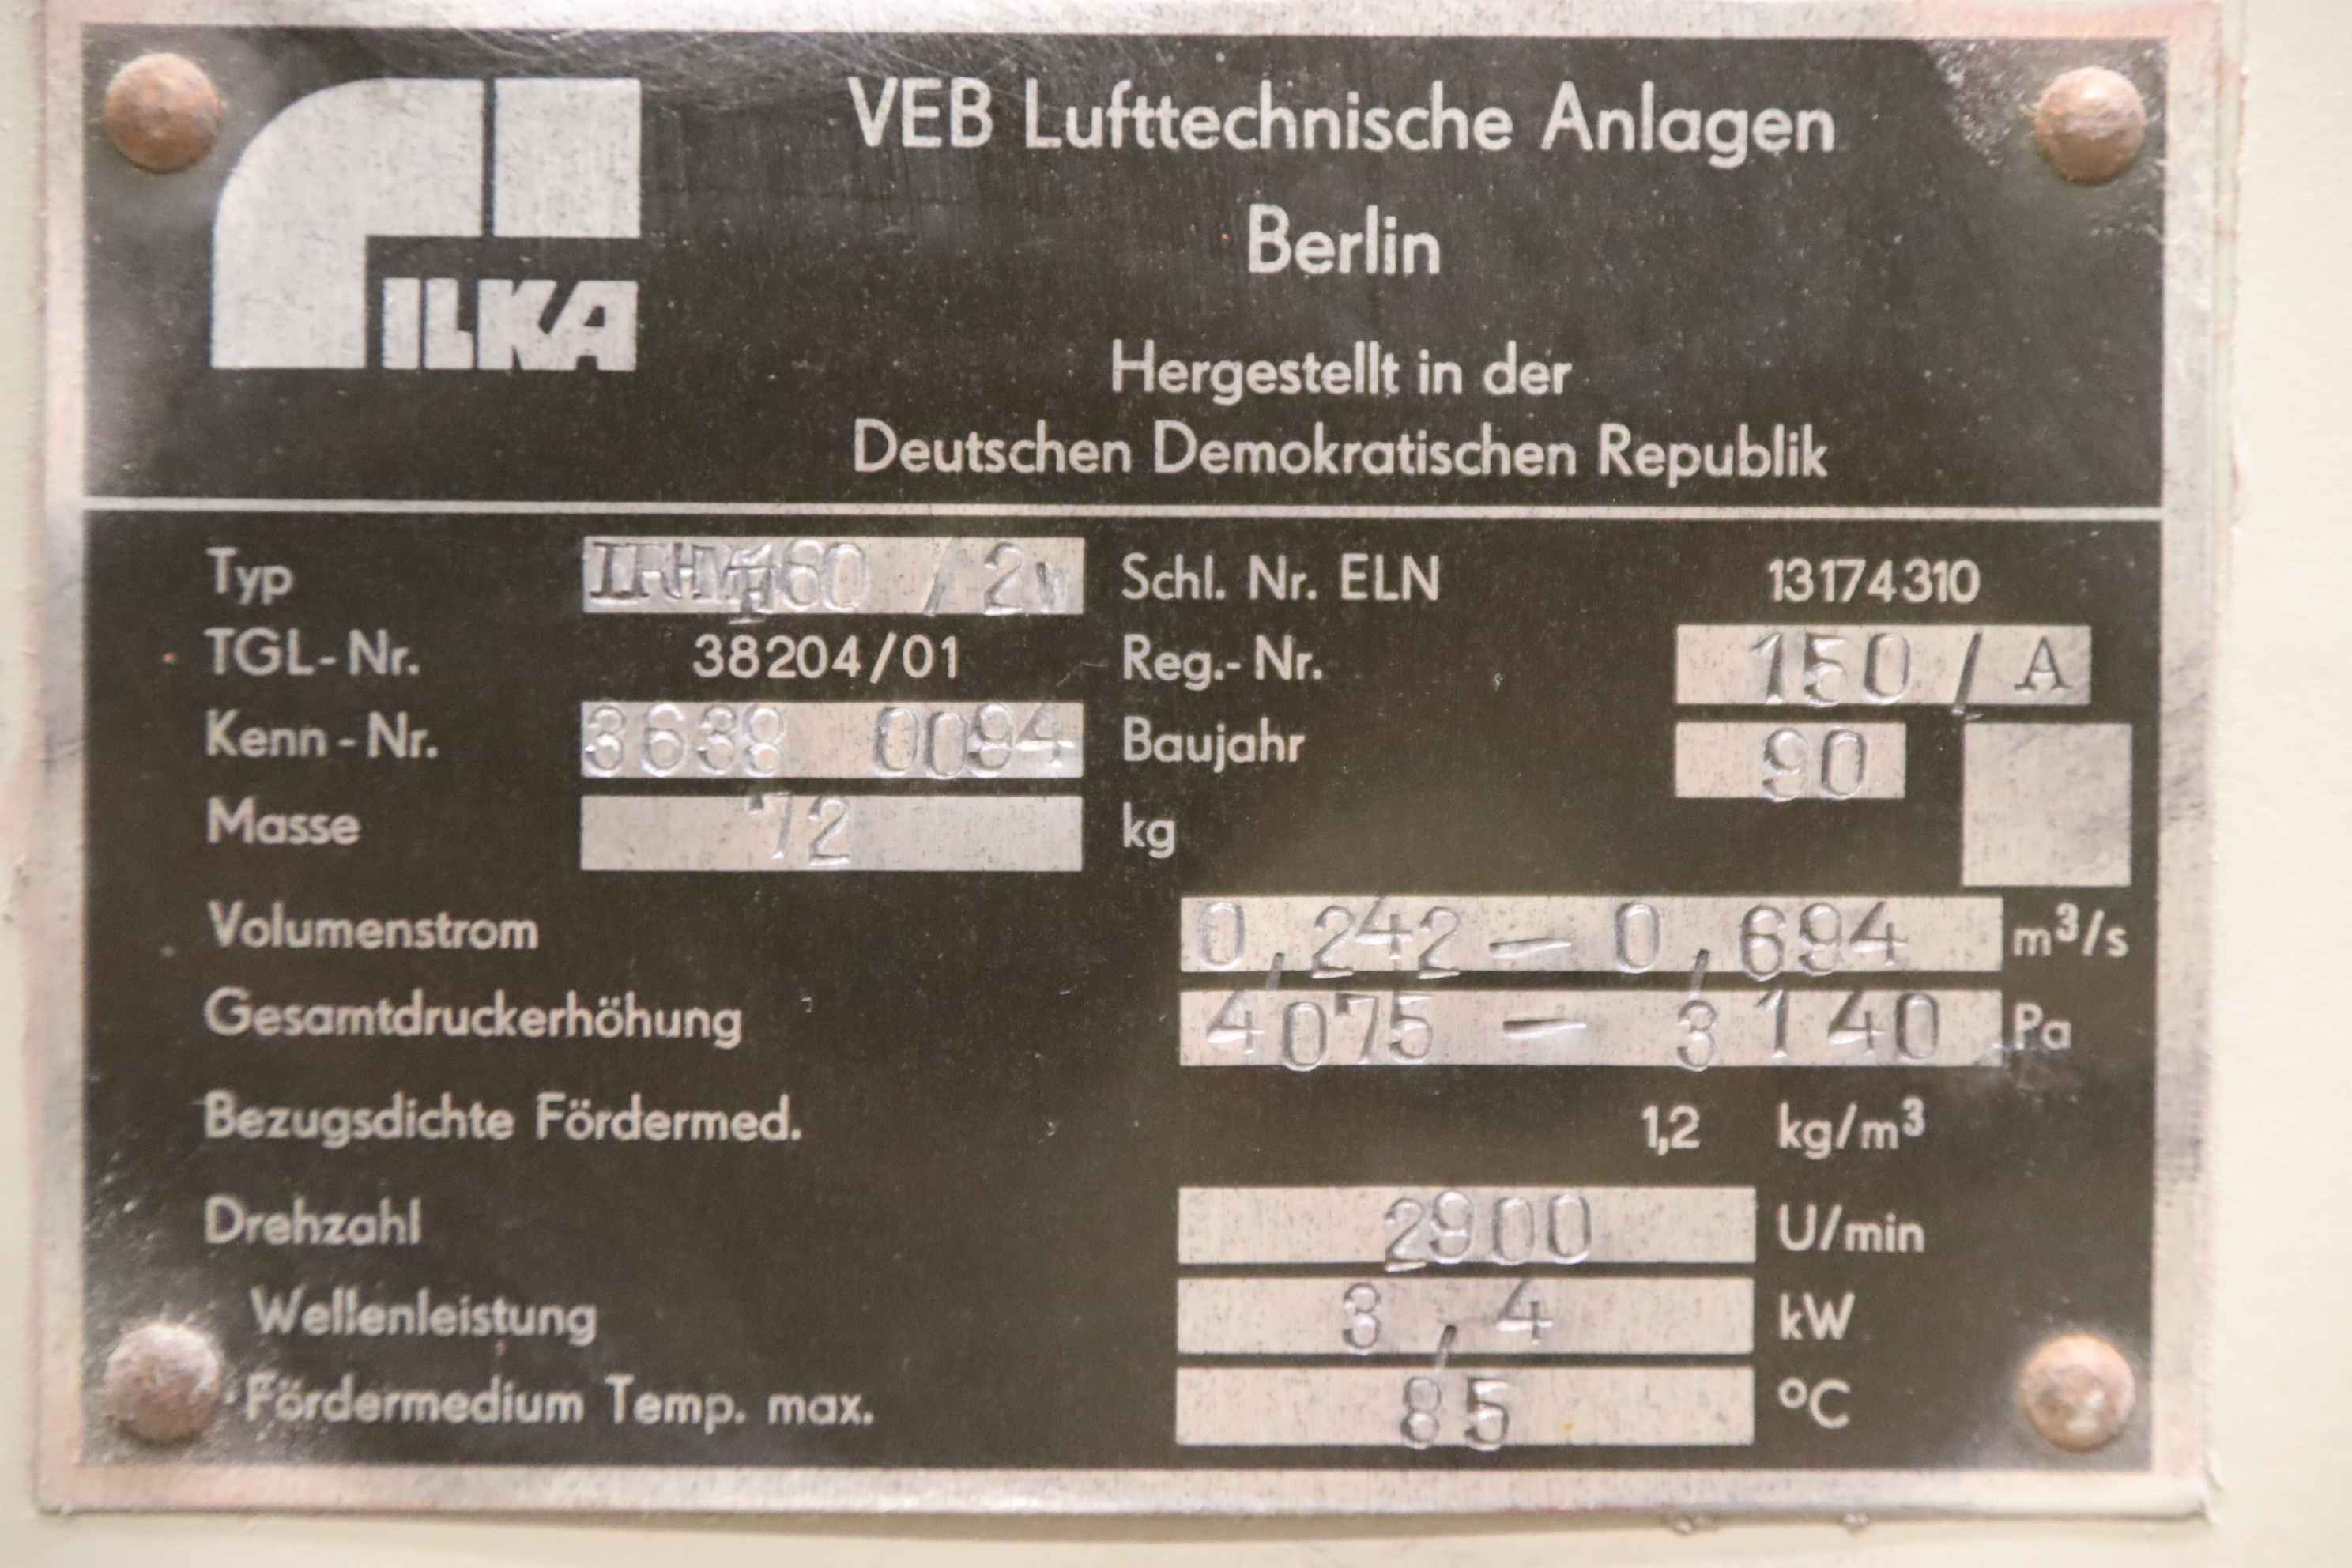 ILKA
VEB Lufttechnische Anlagen
Berlin
Hergestellt in der
Deutschen Demokratischen Republik
Typ /2 Schl. Nr. ELN 13174310
TGL-Nr. 38204/01 Reg.-Nr. 150/A
Kenn-Nr. 3638 0094 Baujahr 90
Masse 72 kg
Volumenstrom 0,242 – 0,694 m³/s
Gesamtdruckerhöhung 4075 – 3140 Pa
Bezugsdichte Fördermed. 1,2 kg/m³
Drehzahl 2900 U/min
Wellenleistung 3,4 kW
Fördermedium Temp. max. 85 °C